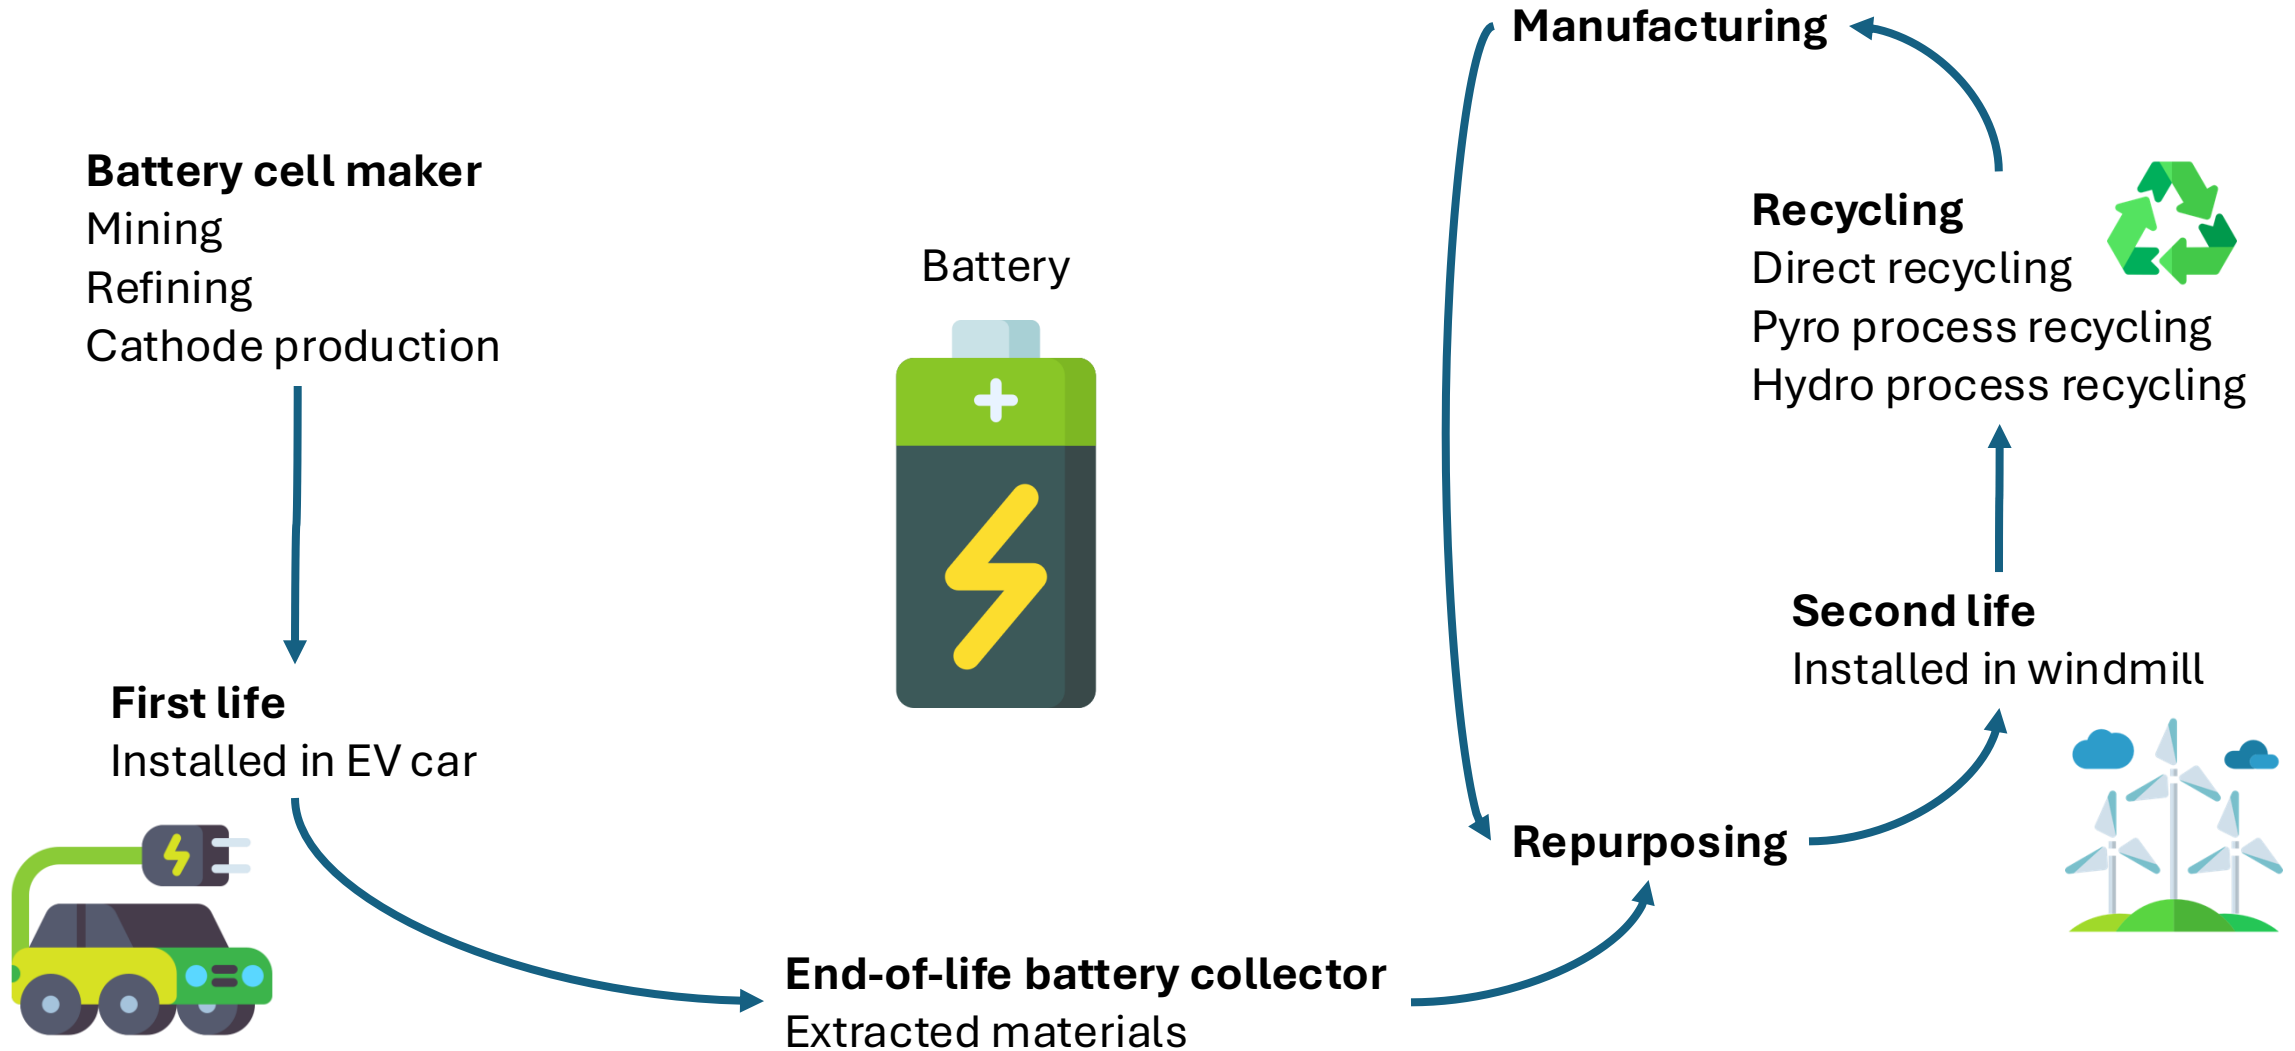 Manufacturing
Battery cell maker
Mining
Refining
Cathode production
Battery
Recycling
Direct recycling
Pyro process recycling
Hydro process recycling
Second life
Installed in windmill
First life
Installed in EV car
Repurposing
End-of-life battery collector
Extracted materials